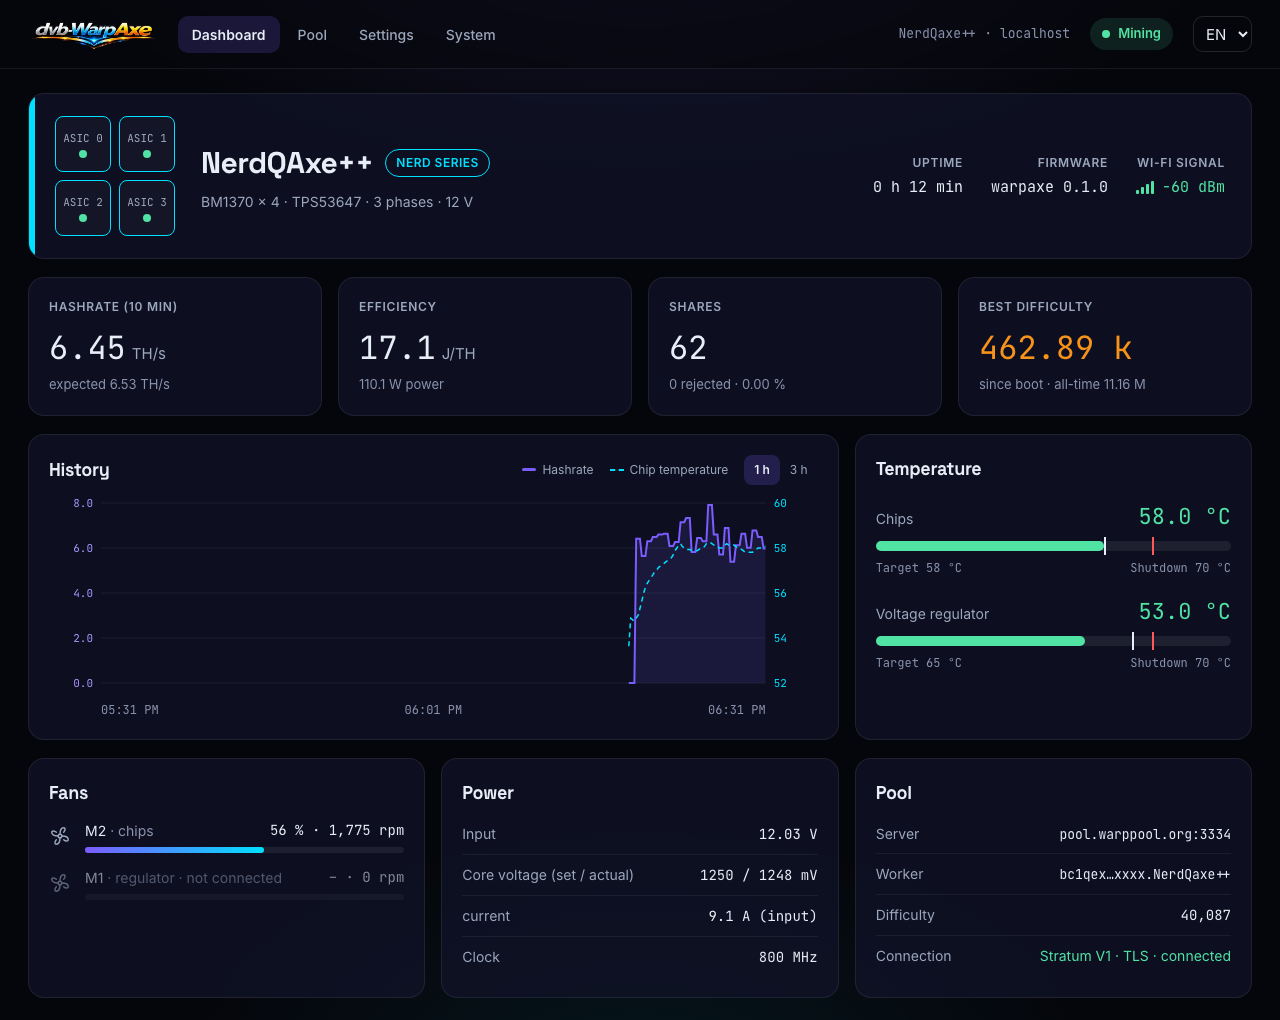 dvb-WarpAxe Dashboard Pool Settings System NerdQaxe++ · localhost Mining EN
ASIC 0 ASIC 1
ASIC 2 ASIC 3
NerdQAxe++ NERD SERIES
BM1370 × 4 · TPS53647 · 3 phases · 12 V
UPTIME FIRMWARE WI-FI SIGNAL
0 h 12 min warpaxe 0.1.0 -60 dBm
HASHRATE (10 MIN)
6.45 TH/s
expected 6.53 TH/s
EFFICIENCY
17.1 J/TH
110.1 W power
SHARES
62
0 rejected · 0.00 %
BEST DIFFICULTY
462.89 k
since boot · all-time 11.16 M
History Hashrate Chip temperature 1 h 3 h
8.0 60
6.0 58
4.0 56
2.0 54
0.0 52
05:31 PM 06:01 PM 06:31 PM
Temperature
Chips 58.0 °C
Target 58 °C Shutdown 70 °C
Voltage regulator 53.0 °C
Target 65 °C Shutdown 70 °C
Fans
M2 · chips 56 % · 1,775 rpm
M1 · regulator · not connected – · 0 rpm
Power
Input 12.03 V
Core voltage (set / actual) 1250 / 1248 mV
current 9.1 A (input)
Clock 800 MHz
Pool
Server pool.warppool.org:3334
Worker bc1qex…xxxx.NerdQaxe++
Difficulty 40,087
Connection Stratum V1 · TLS · connected